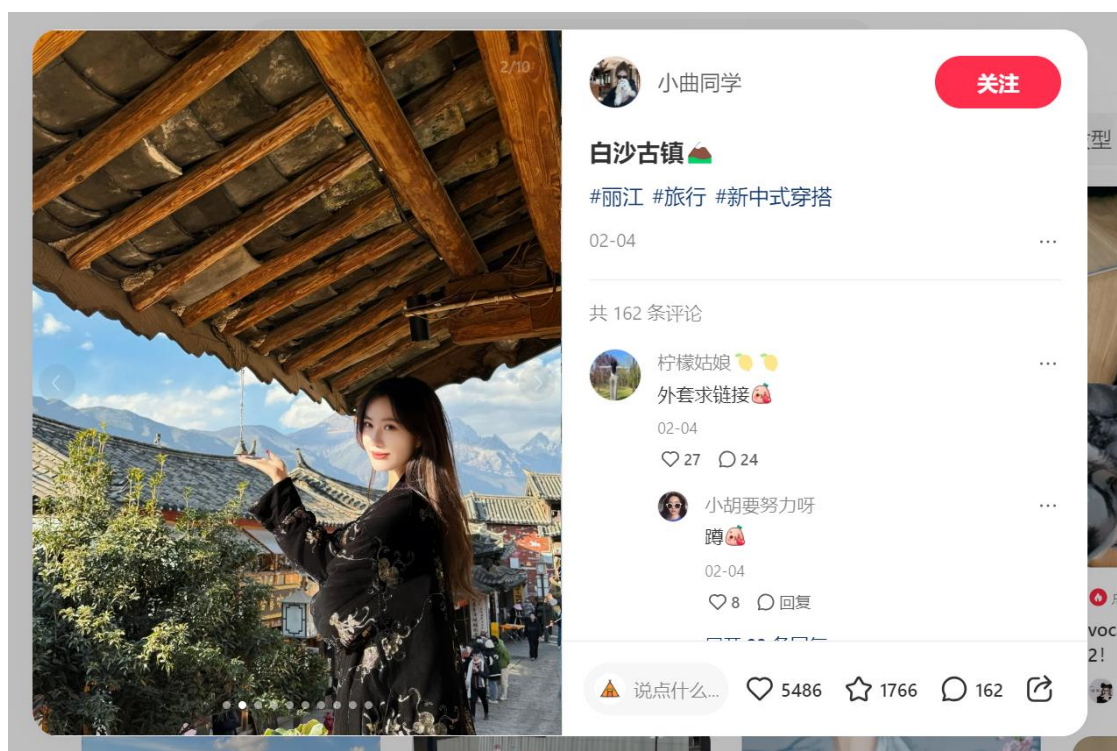 2/10
小曲同学
关注
白沙古镇
#丽江 #旅行 #新中式穿搭
02-04
共 162 条评论
柠檬姑娘🍋🍋
外套求链接
02-04
27 24
小胡要努力呀
蹲
02-04
8 回复
说点什么... 5486 1766 162
型
voc
2!